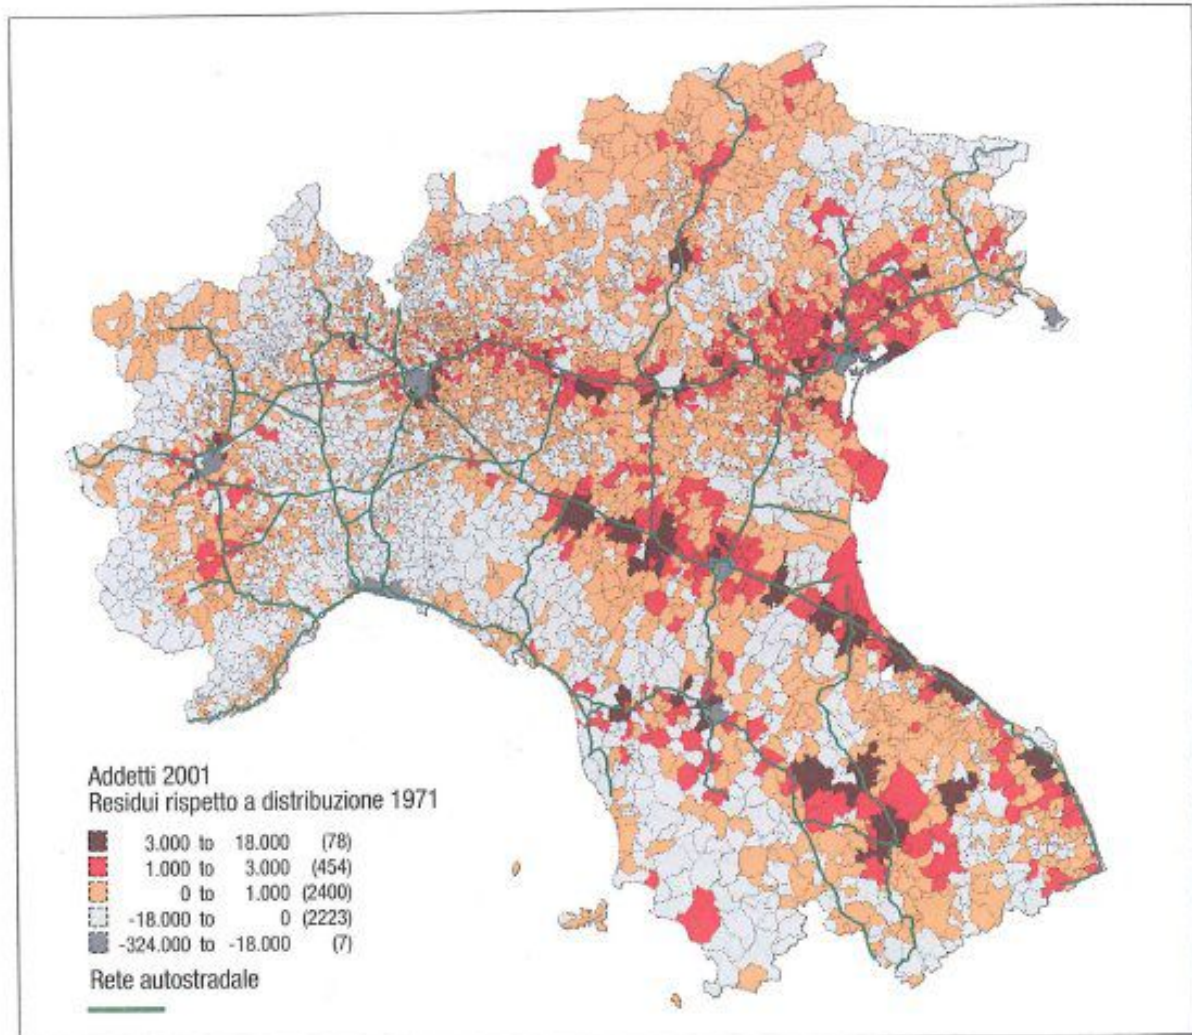 Addetti 2001
Residui rispetto a distribuzione 1971
3.000 to 18.000 (78)
1.000 to 3.000 (454)
0 to 1.000 (2400)
-18.000 to 0 (2223)
-324.000 to -18.000 (7)
Rete autostradale